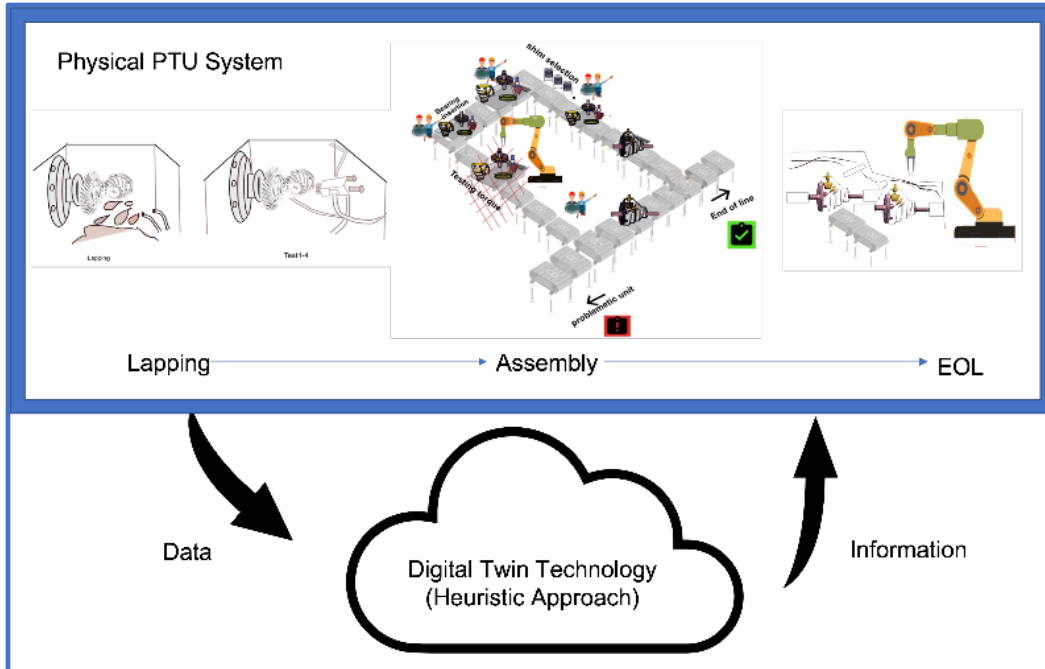 Physical PTU System
shim selection
Bearing
insertion
Testing torque
End of line
problemetic unit
Lapping
Test1-4
Lapping
Assembly
EOL
Data
Digital Twin Technology
(Heuristic Approach)
Information